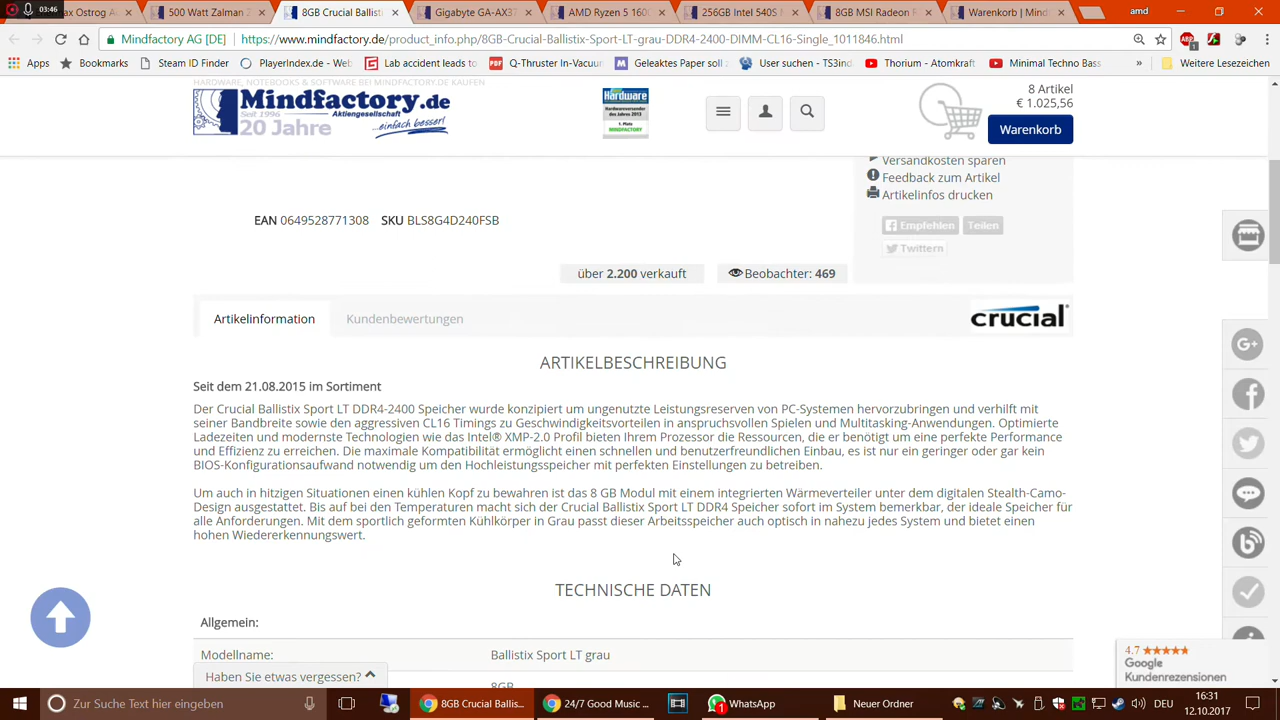 03:46
max Ostrog A
500 Watt Zalman Z
8GB Crucial Ballist
Gigabyte GA-AX37
AMD Ryzen 5 160
256GB Intel 540S
8GB MSI Radeon R
Warenkorb | Minds
amd
Mindfactory AG [DE]
https://www.mindfactory.de/product_info.php/8GB-Crucial-Ballistix-Sport-LT-grau-DDR4-2400-DIMM-CL16-Single_1011846.html
Apps
Bookmarks
Steam ID Finder
PlayerIndex.de - Web
Lab accident leads to
Q-Thruster In-Vacuu
Geleaktes Paper soll
User suchen - TS3ind
Thorium - Atomkraft
Minimal Techno Bass
»
Weitere Lesezeichen
HARDWARE, NOTEBOOKS & SOFTWARE BEI MINDFACTORY.DE KAUFEN.
Mindfactory.de
Seit 1996
Aktiengesellschaft
20 Jahre
...einfach besser!
Hardware
8 Artikel
€ 1.025,56
Warenkorb
Versandkosten sparen
Feedback zum Artikel
Artikelinfos drucken
Empfehlen Teilen
Twittern
EAN 0649528771308 SKU BLS8G4D240FSB
über 2.200 verkauft
Beobachter: 469
Artikelinformation
Kundenbewertungen
crucial
ARTIKELBESCHREIBUNG
Seit dem 21.08.2015 im Sortiment
Der Crucial Ballistix Sport LT DDR4-2400 Speicher wurde konzipiert um ungenutzte Leistungsreserven von PC-Systemen hervorzubringen und verhilft mit
seiner Bandbreite sowie den aggressiven CL16 Timings zu Geschwindigkeitsvorteilen in anspruchsvollen Spielen und Multitasking-Anwendungen. Optimierte
Ladezeiten und modernste Technologien wie das Intel® XMP-2.0 Profil bieten Ihrem Prozessor die Ressourcen, die er benötigt um eine perfekte Performance
und Effizienz zu erreichen. Die maximale Kompatibilität ermöglicht einen schnellen und benutzerfreundlichen Einbau, es ist nur ein geringer oder gar kein
BIOS-Konfigurationsaufwand notwendig um den Hochleistungsspeicher mit perfekten Einstellungen zu betreiben.
Um auch in hitzigen Situationen einen kühlen Kopf zu bewahren ist das 8 GB Modul mit einem integrierten Wärmeverteiler unter dem digitalen Stealth-Camo-
Design ausgestattet. Bis auf bei den Temperaturen macht sich der Crucial Ballistix Sport LT DDR4 Speicher sofort im System bemerkbar, der ideale Speicher für
alle Anforderungen. Mit dem sportlich geformten Kühlkörper in Grau passt dieser Arbeitsspeicher auch optisch in nahezu jedes System und bietet einen
hohen Wiedererkennungswert.
TECHNISCHE DATEN
Allgemein:
Modellname:
Ballistix Sport LT grau
8GB
Haben Sie etwas vergessen?
4.7
Google
Kundenrezensionen
Zur Suche Text hier eingeben
8GB Crucial Ballis...
24/7 Good Music ...
WhatsApp
1
Neuer Ordner
DEU
16:31
12.10.2017